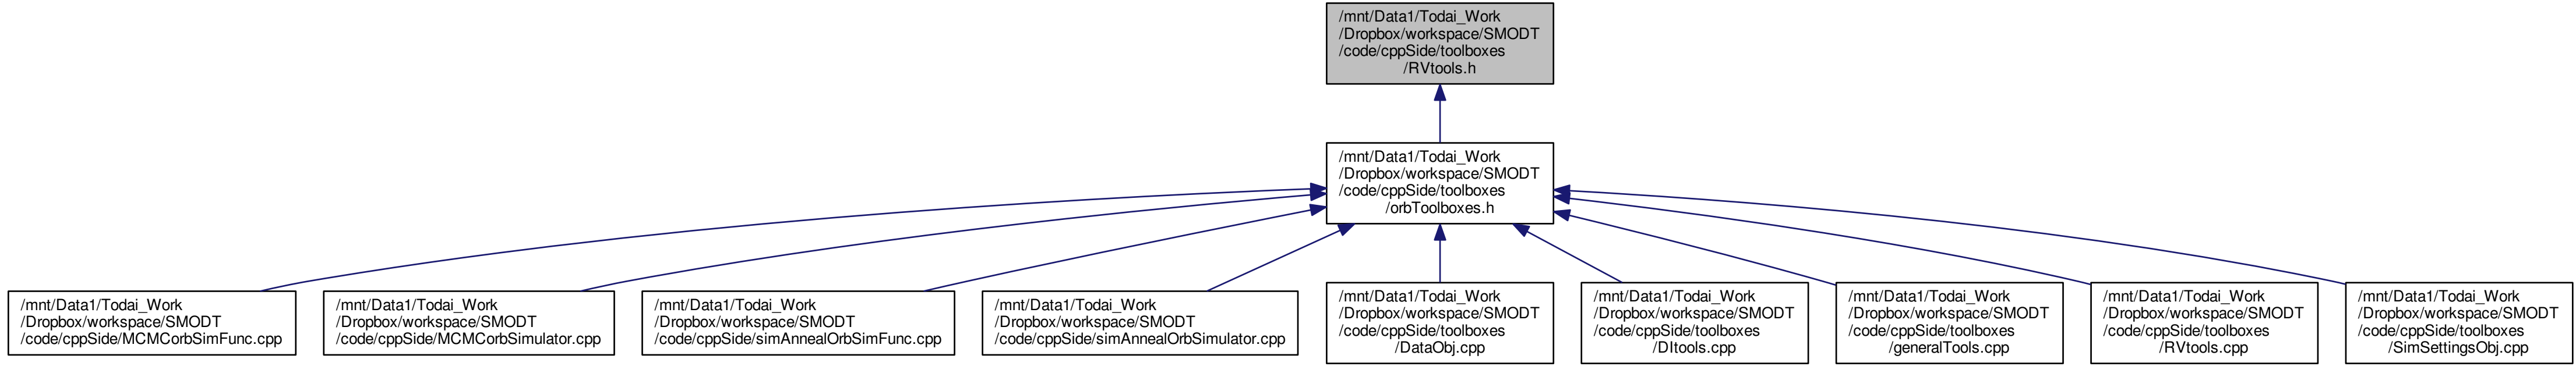 /mnt/Data1/Todai_Work
/Dropbox/workspace/SMODT
/code/cppSide/toolboxes
/RVtools.h
/mnt/Data1/Todai_Work
/Dropbox/workspace/SMODT
/code/cppSide/toolboxes
/orbToolboxes.h
/mnt/Data1/Todai_Work
/Dropbox/workspace/SMODT
/code/cppSide/MCMCorbSimFunc.cpp
/mnt/Data1/Todai_Work
/Dropbox/workspace/SMODT
/code/cppSide/MCMCorbSimulator.cpp
/mnt/Data1/Todai_Work
/Dropbox/workspace/SMODT
/code/cppSide/simAnnealOrbSimFunc.cpp
/mnt/Data1/Todai_Work
/Dropbox/workspace/SMODT
/code/cppSide/simAnnealOrbSimulator.cpp
/mnt/Data1/Todai_Work
/Dropbox/workspace/SMODT
/code/cppSide/toolboxes
/DataObj.cpp
/mnt/Data1/Todai_Work
/Dropbox/workspace/SMODT
/code/cppSide/toolboxes
/DItools.cpp
/mnt/Data1/Todai_Work
/Dropbox/workspace/SMODT
/code/cppSide/toolboxes
/generalTools.cpp
/mnt/Data1/Todai_Work
/Dropbox/workspace/SMODT
/code/cppSide/toolboxes
/RVtools.cpp
/mnt/Data1/Todai_Work
/Dropbox/workspace/SMODT
/code/cppSide/toolboxes
/SimSettingsObj.cpp